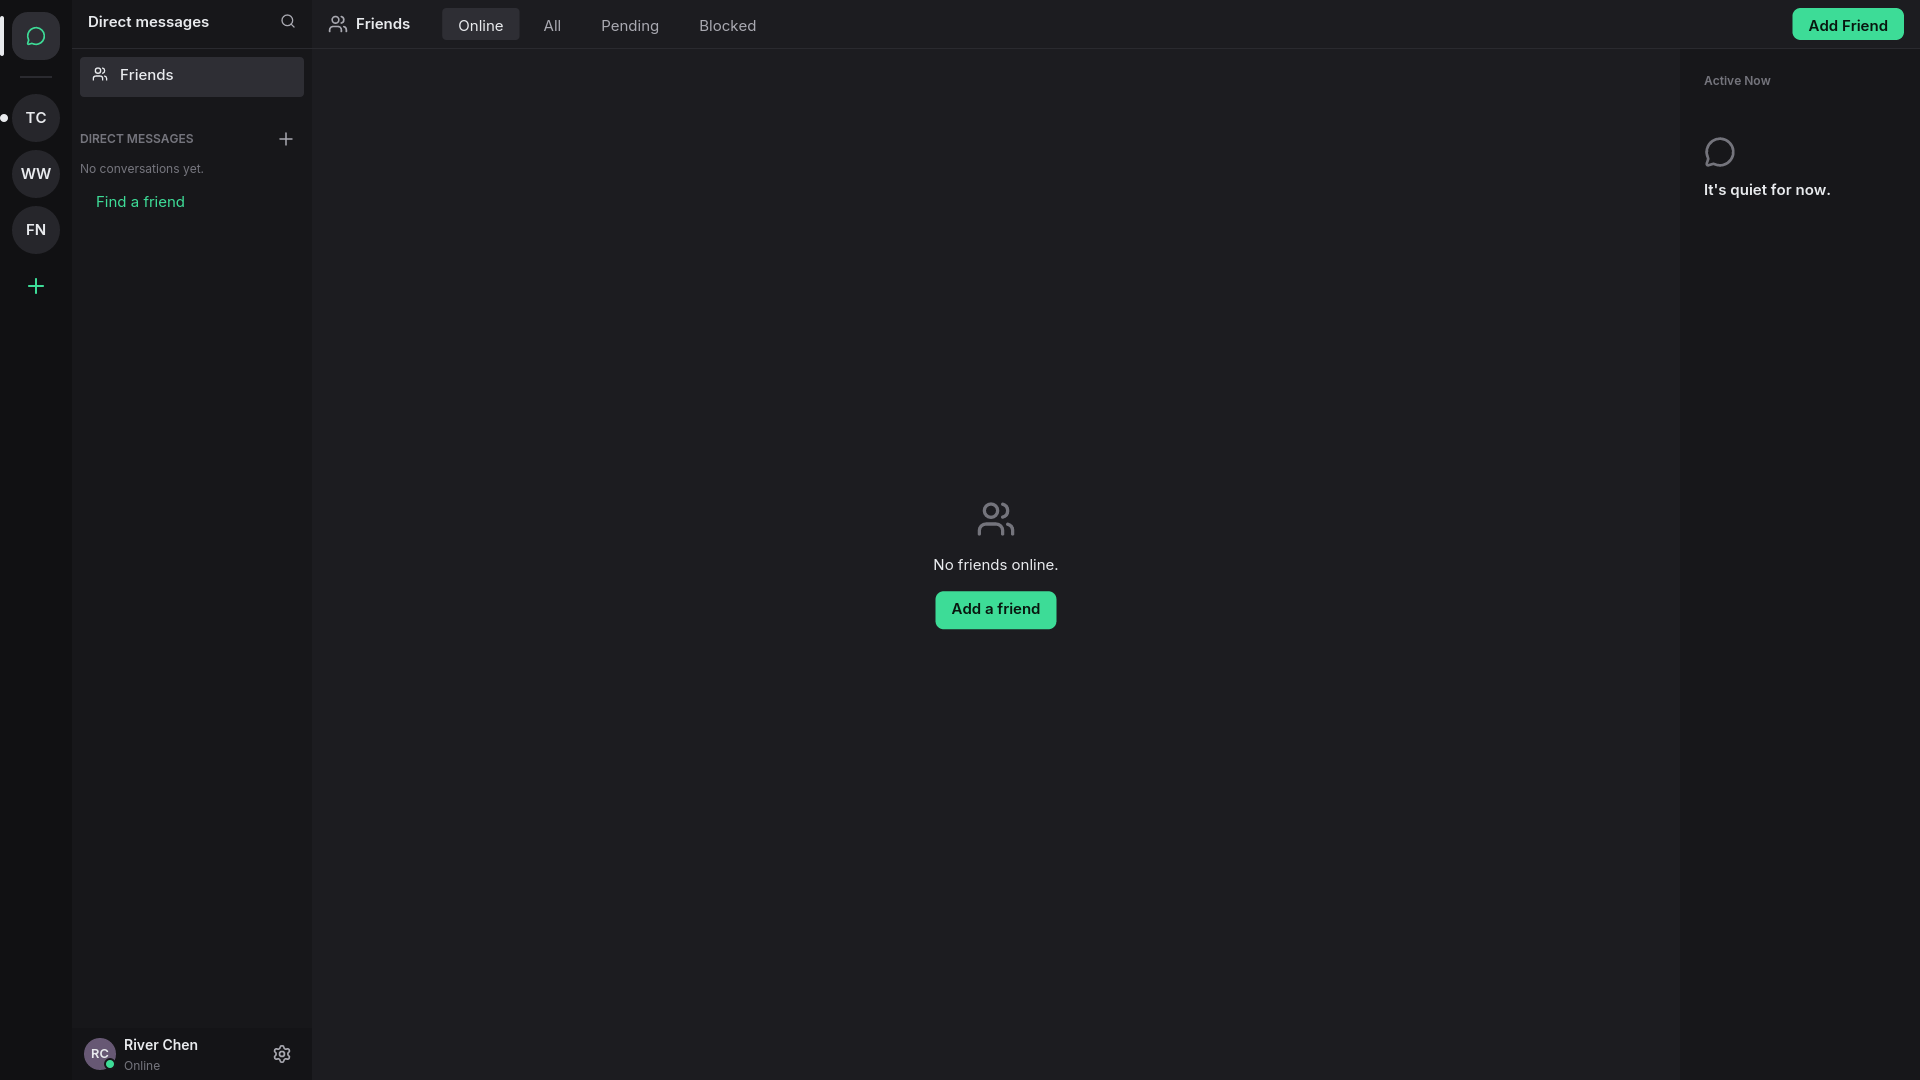 Direct messages
Friends
Online
All
Pending
Blocked
Add Friend
TC
WW
FN
Friends
DIRECT MESSAGES
No conversations yet.
Find a friend
No friends online.
Add a friend
Active Now
It's quiet for now.
RC
River Chen
Online